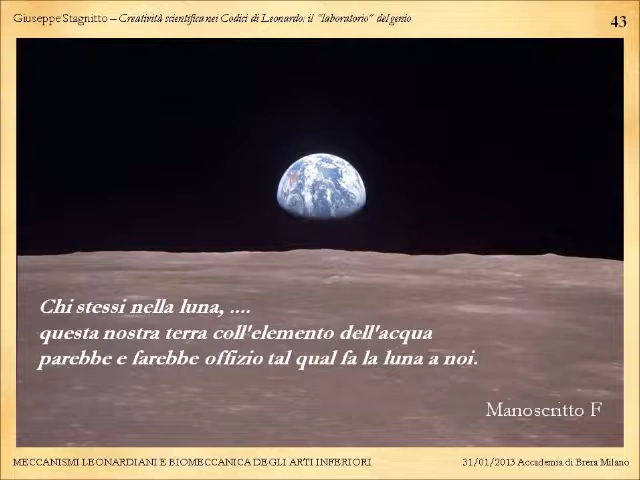 Giuseppe Stagnitto – Creatività scientifica nei Codici di Leonardo: il "laboratorio" del genio
43
Chi stessi nella luna, ....
questa nostra terra coll'elemento dell'acqua
parebbe e farebbe offizio tal qual fa la luna a noi.
Manoscritto F
MECCANISMI LEONARDIANI E BIOMECCANICA DEGLI ARTI INFERIORI
31/01/2013 Accademia di Brera Milano